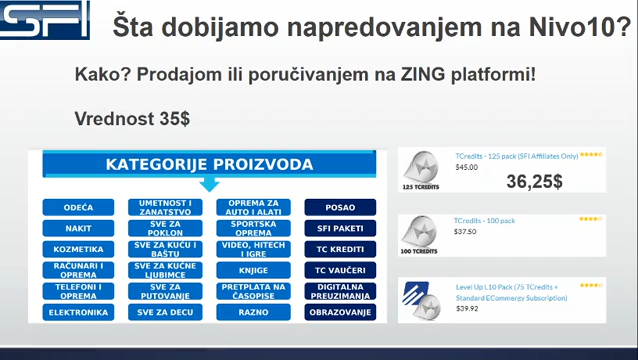 SFI
Šta dobijamo napredovanjem na Nivo10?
Kako? Prodajom ili poručivanjem na ZING platformi!
Vrednost 35$
KATEGORIJE PROIZVODA
ODEĆA
UMETNOST I
ZANATSTVO
OPREMA ZA
AUTO I ALATI
POSAO
NAKIT
SVE ZA
POKLON
SPORTSKA
OPREMA
SFI PAKETI
KOZMETIKA
SVE ZA KUĆU I
BAŠTU
VIDEO, HITECH
I IGRE
TC KREDITI
RAČUNARI I
OPREMA
SVE ZA KUĆNE
LJUBIMCE
KNJIGE
TC VAUČERI
TELEFONI I
OPREMA
SVE ZA
PUTOVANJE
PRETPLATA NA
ČASOPISE
DIGITALNA
PREUZIMANJA
ELEKTRONIKA
SVE ZA DECU
RAZNO
OBRAZOVANJE
125 TCREDITS
TCredits - 125 pack (SFI Affiliates Only)
$45.00
36,25$
100 TCREDITS
TCredits - 100 pack
$37.50
Level Up L10 Pack (75 TCredits +
Standard ECommergy Subscription)
$39.92